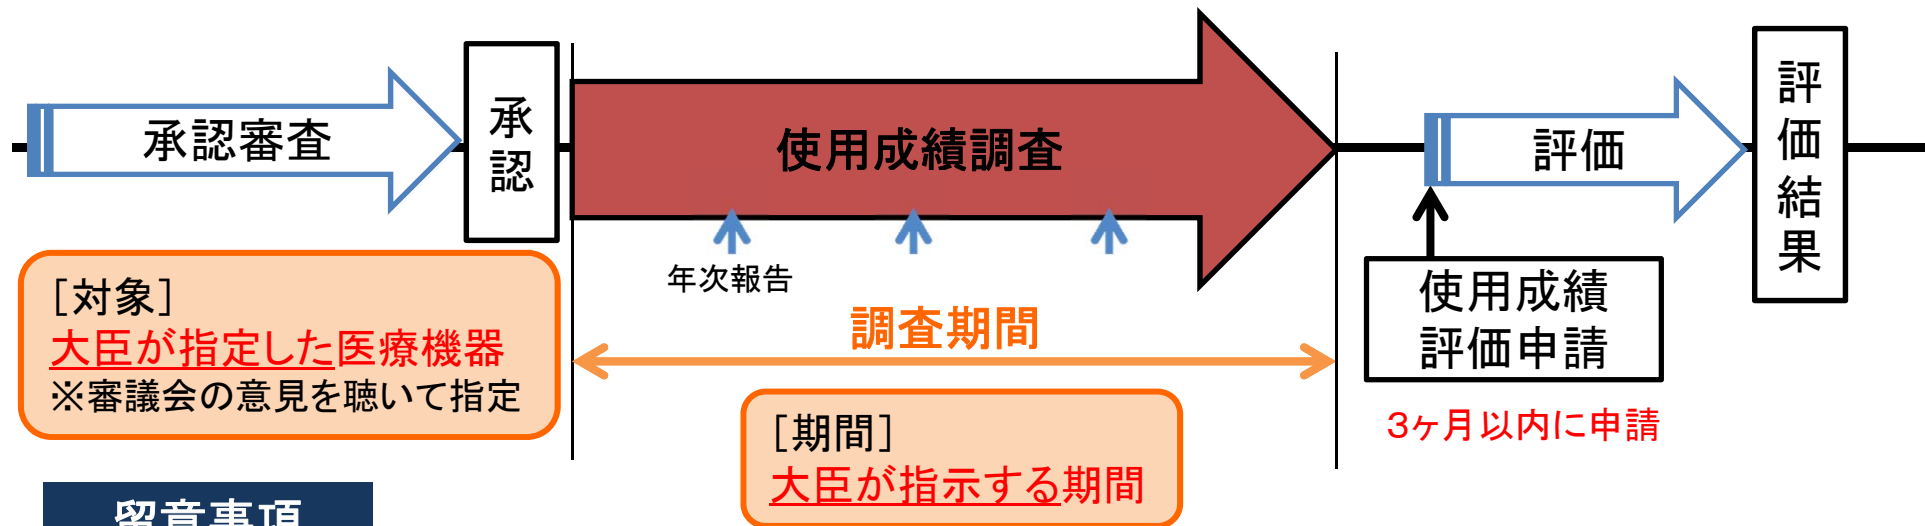 承認審査
承認
使用成績調査
評価
評価結果
年次報告
調査期間
使用成績
評価申請
3ヶ月以内に申請
［対象］
大臣が指定した医療機器
※審議会の意見を聴いて指定
［期間］
大臣が指示する期間
留意事項